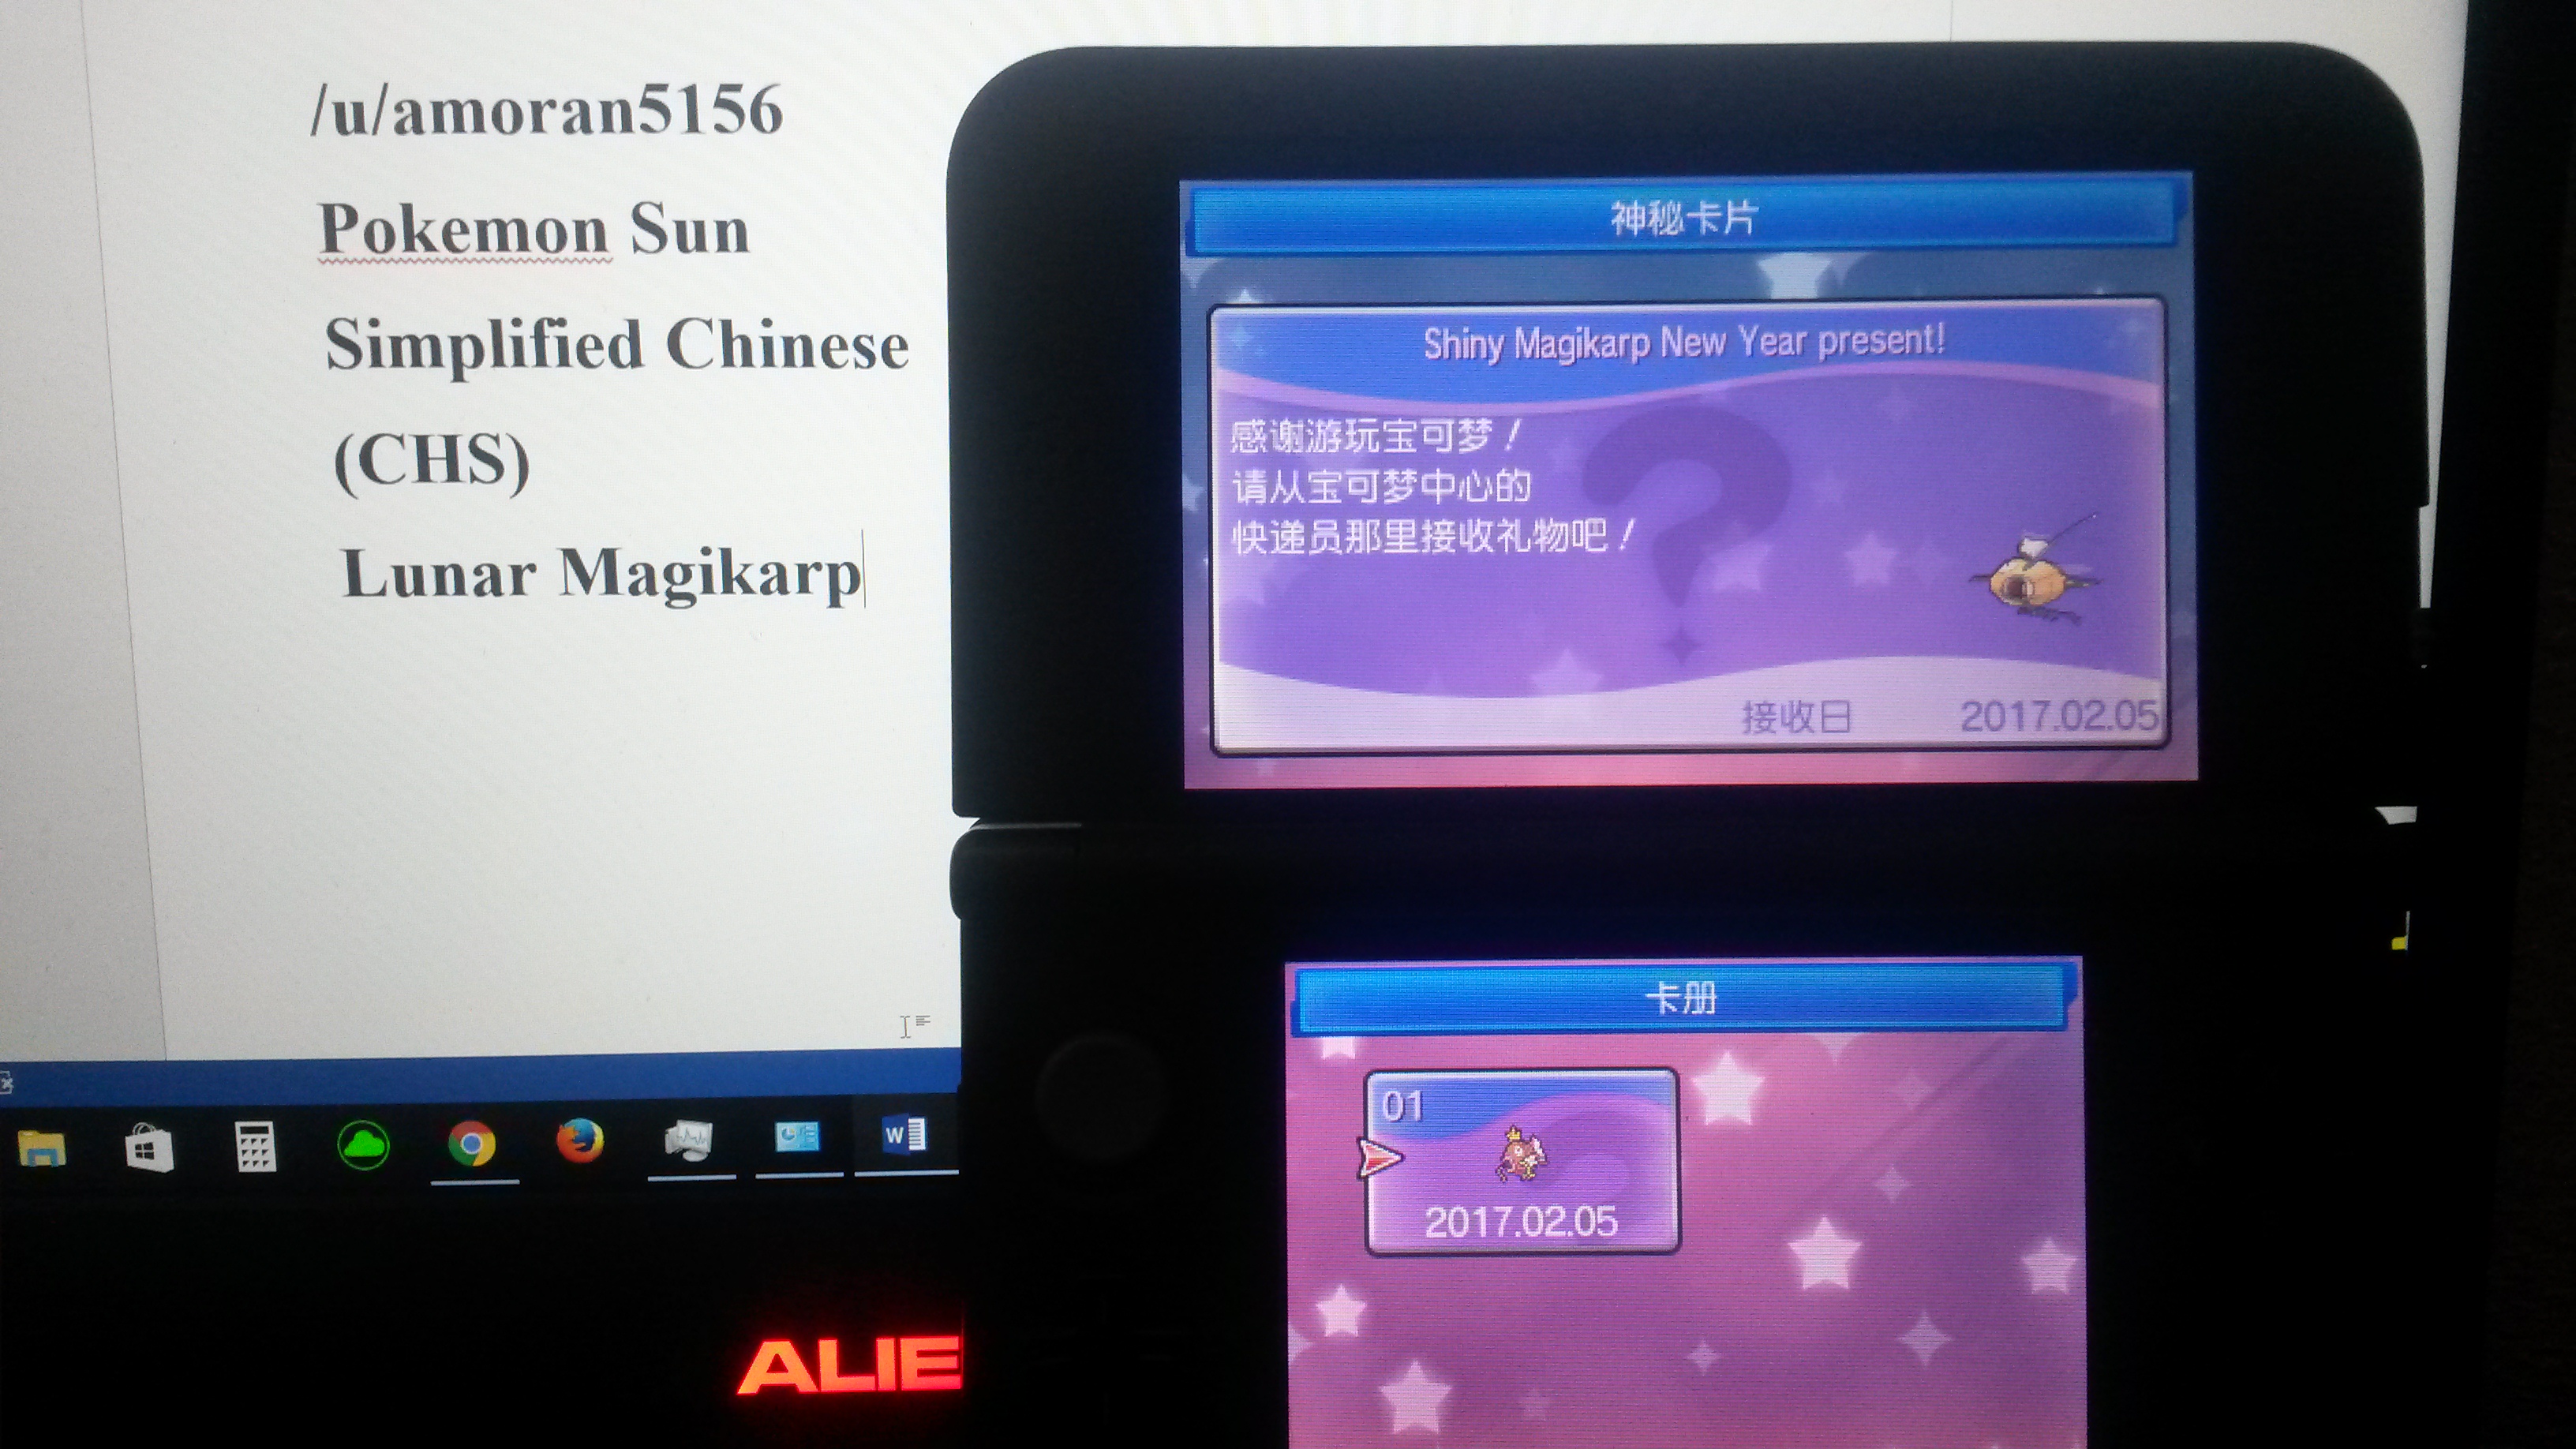 /u/amoran5156
Pokemon Sun
Simplified Chinese
(CHS)
Lunar Magikarp
神秘卡片
Shiny Magikarp New Year present!
感谢游玩宝可梦！
请从宝可梦中心的
快递员那里接收礼物吧！
接收日 2017.02.05
卡册
01
2017.02.05
W
ALIE